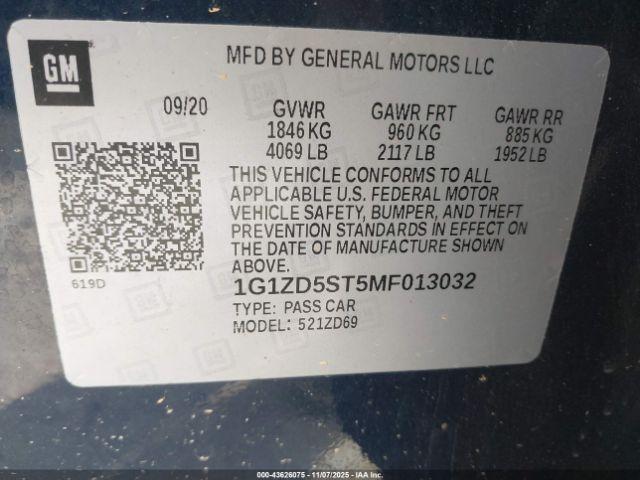 GM
MFD BY GENERAL MOTORS LLC
09/20 GVWR GAWR FRT GAWR RR
1846 KG 960 KG 885 KG
4069 LB 2117 LB 1952 LB
THIS VEHICLE CONFORMS TO ALL
APPLICABLE U.S. FEDERAL MOTOR
VEHICLE SAFETY, BUMPER, AND THEFT
PREVENTION STANDARDS IN EFFECT ON
THE DATE OF MANUFACTURE SHOWN
ABOVE.
619D
1G1ZD5ST5MF013032
TYPE: PASS CAR
MODEL: 521ZD69
00-43626075 - 11/07/2025 - Copart IAA, Inc.